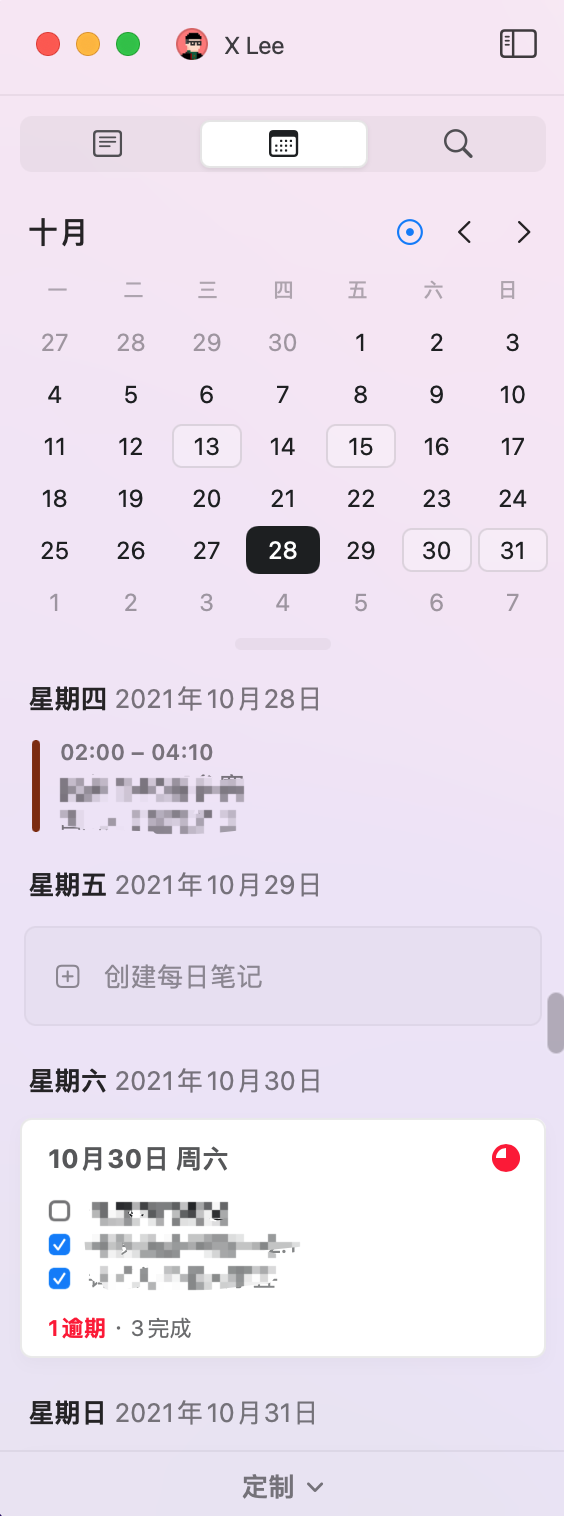 X Lee
十月
一 二 三 四 五 六 日
27 28 29 30 1 2 3
4 5 6 7 8 9 10
11 12 13 14 15 16 17
18 19 20 21 22 23 24
25 26 27 28 29 30 31
1 2 3 4 5 6 7
星期四 2021年10月28日
02:00 – 04:10
星期五 2021年10月29日
创建每日笔记
星期六 2021年10月30日
10月30日 周六
1逾期 · 3完成
星期日 2021年10月31日
定制